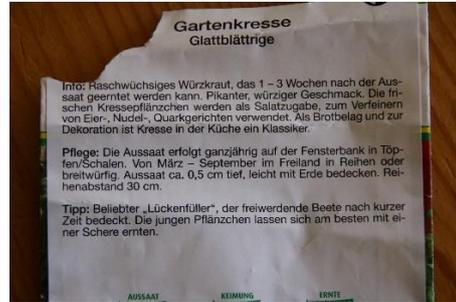 Gartenkresse
Glattblättrige
Info: Raschwüchsiges Würzkraut, das 1 – 3 Wochen nach der Aus-
saat geerntet werden kann. Pikanter, würziger Geschmack. Die fri-
schen Kressepflänzchen werden als Salatzugabe, zum Verfeinern
von Eier-, Nudel-, Quarkgerichten verwendet. Als Brotbelag und zur
Dekoration ist Kresse in der Küche ein Klassiker.
Pflege: Die Aussaat erfolgt ganzjährig auf der Fensterbank in Töp-
fen/Schalen. Von März – September im Freiland in Reihen oder
breitwürfig. Aussaat ca. 0,5 cm tief, leicht mit Erde bedecken. Rei-
henabstand 30 cm.
Tipp: Beliebter „Lückenfüller", der freiwerdende Beete nach kurzer
Zeit bedeckt. Die jungen Pflänzchen lassen sich am besten mit ei-
ner Schere ernten.
AUSSAAT KEIMUNG ERNTE